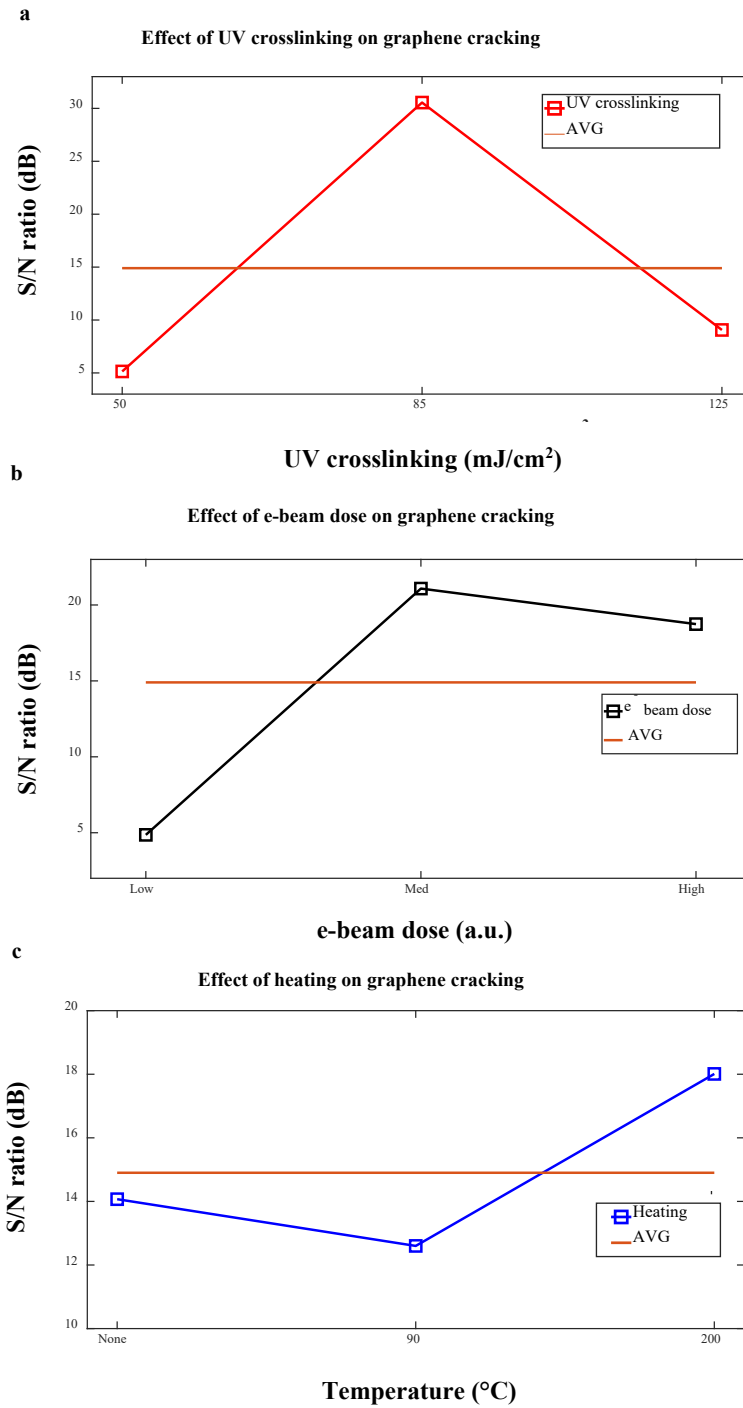 a
Effect of UV crosslinking on graphene cracking
S/N ratio (dB)
30
25
20
15
10
5
UV crosslinking
AVG
50 85 125
UV crosslinking (mJ/cm²)
b
Effect of e-beam dose on graphene cracking
S/N ratio (dB)
20
15
10
5
e beam dose
AVG
Low Med High
e-beam dose (a.u.)
c
Effect of heating on graphene cracking
S/N ratio (dB)
20
18
16
14
12
10
Heating
AVG
None 90 200
Temperature (°C)